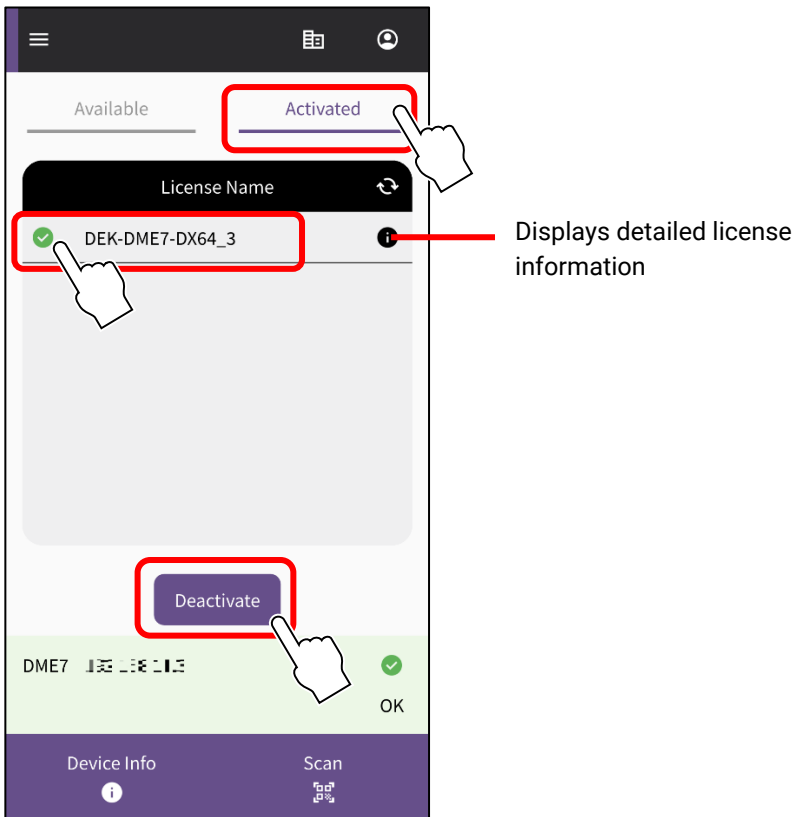 Available Activated
License Name
DEK-DME7-DX64_3
Displays detailed license
information
Deactivate
DME7
OK
Device Info Scan